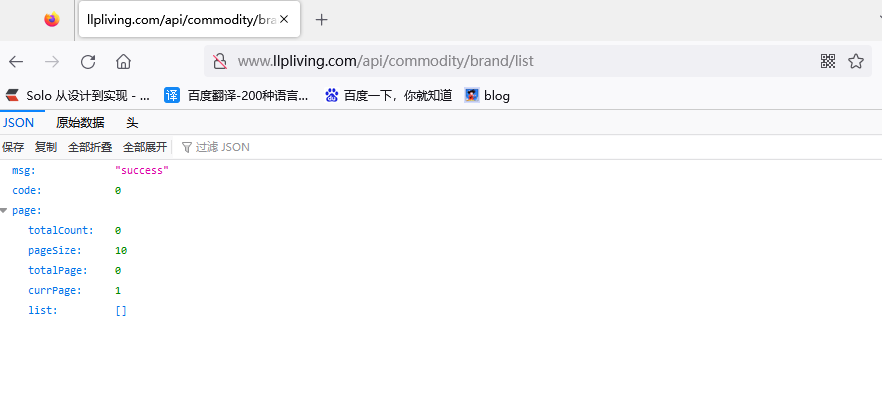 llpliving.com/api/commodity/bra
www.llpliving.com/api/commodity/brand/list
Solo 从设计到实现 - ... 百度翻译-200种语言... 百度一下，你就知道 blog
JSON 原始数据 头
保存 复制 全部折叠 全部展开 过滤 JSON
msg: "success"
code: 0
page:
totalCount: 0
pageSize: 10
totalPage: 0
currPage: 1
list: []